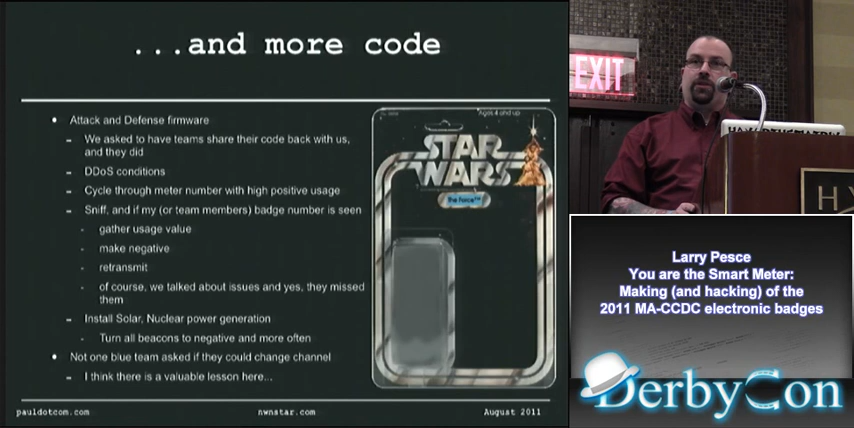 ...and more code
Attack and Defense firmware
We asked to have teams share their code back with us,
and they did
DDoS conditions
Cycle through meter number with high positive usage
Sniff, and if my (or team members) badge number is seen
gather usage value
make negative
retransmit
of course, we talked about issues and yes, they missed
them
Install Solar, Nuclear power generation
Turn all beacons to negative and more often
Not one blue team asked if they could change channel
I think there is a valuable lesson here...
Ages 4 and up
STAR
WARS
the Force™
pauldotcom.com
nwnstar.com
August 2011
EXIT
HY
Larry Pesce
You are the Smart Meter:
Making (and hacking) of the
2011 MA-CCDC electronic badges
DerbyCon